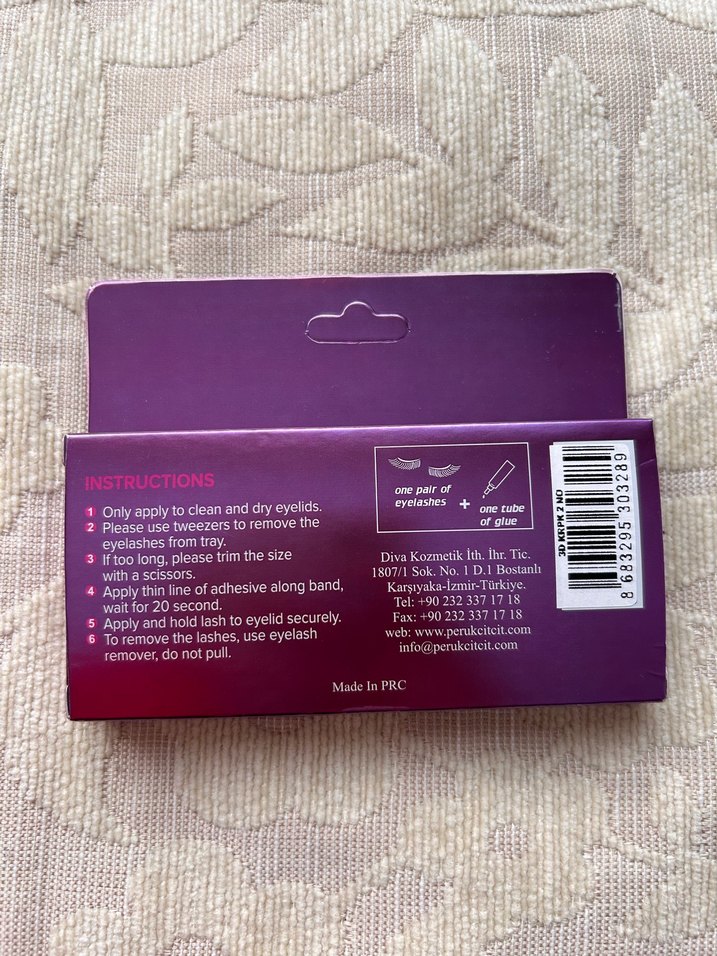 INSTRUCTIONS
1 Only apply to clean and dry eyelids.
2 Please use tweezers to remove the
eyelashes from tray.
3 If too long, please trim the size
with a scissors.
4 Apply thin line of adhesive along band,
wait for 20 second.
5 Apply and hold lash to eyelid securely.
6 To remove the lashes, use eyelash
remover, do not pull.
one pair of
eyelashes
+
one tube
of glue
Diva Kozmetik İth. İhr. Tic.
1807/1 Sok. No. 1 D.1 Bostanlı
Karşıyaka-İzmir-Türkiye.
Tel: +90 232 337 17 18
Fax: +90 232 337 17 18
web: www.perukcitcit.com
info@perukcitcit.com
Made In PRC
3D KRPK 2 NO
8 683295 303289